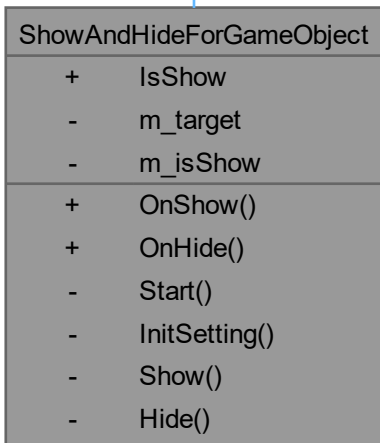 ShowAndHideForGameObject
+ IsShow
- m_target
- m_isShow
+ OnShow()
+ OnHide()
- Start()
- InitSetting()
- Show()
- Hide()